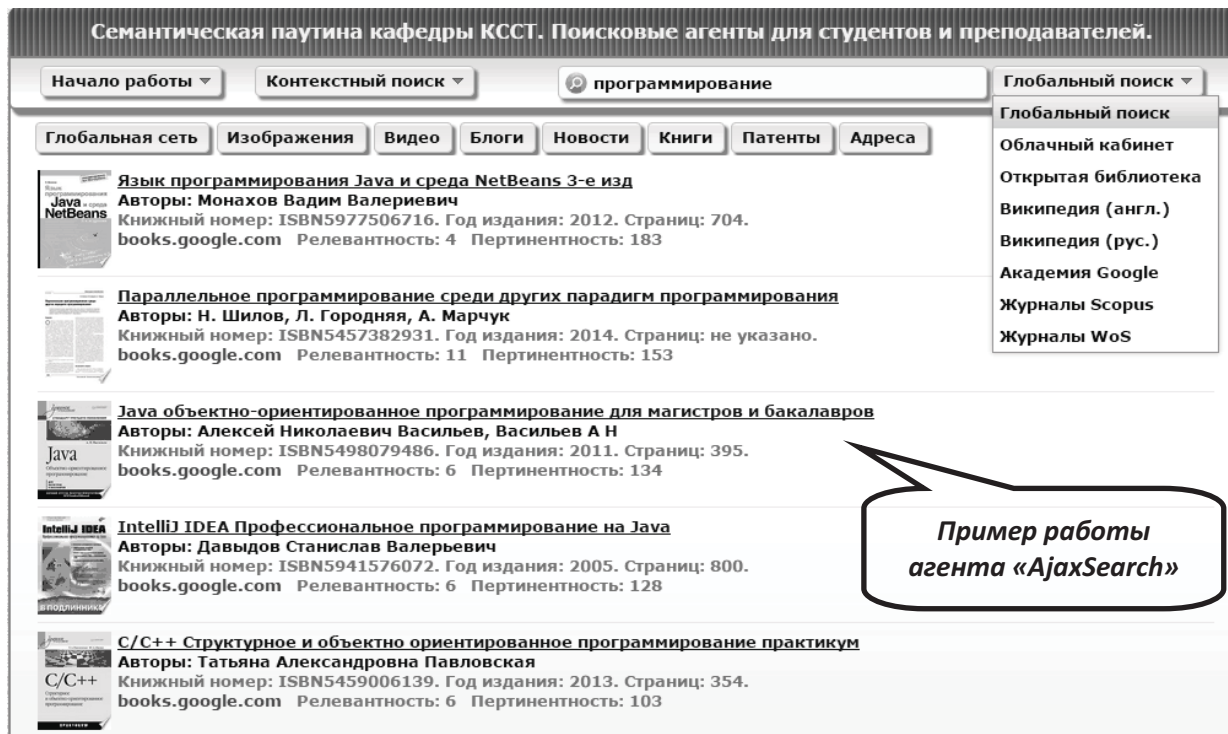 Семантическая паутина кафедры КССТ. Поисковые агенты для студентов и преподавателей.
Начало работы
Контекстный поиск
программирование
Глобальный поиск
Глобальный поиск
Облачный кабинет
Открытая библиотека
Википедия (англ.)
Википедия (рус.)
Академия Google
Журналы Scopus
Журналы WoS
Глобальная сеть
Изображения
Видео
Блоги
Новости
Книги
Патенты
Адреса
Язык
программирования
Java и среда
NetBeans
Язык программирования Java и среда NetBeans 3-е изд
Авторы: Монахов Вадим Валериевич
Книжный номер: ISBN5977506716. Год издания: 2012. Страниц: 704.
books.google.com Релевантность: 4 Пертинентность: 183
Параллельное программирование среди других парадигм программирования
Авторы: Н. Шилов, Л. Городняя, А. Марчук
Книжный номер: ISBN5457382931. Год издания: 2014. Страниц: не указано.
books.google.com Релевантность: 11 Пертинентность: 153
Java
Java объектно-ориентированное программирование для магистров и бакалавров
Авторы: Алексей Николаевич Васильев, Васильев А Н
Книжный номер: ISBN5498079486. Год издания: 2011. Страниц: 395.
books.google.com Релевантность: 6 Пертинентность: 134
Пример работы
агента «AjaxSearch»
IntelliJ IDEA
В ПОДЛИННИКЕ
IntelliJ IDEA Профессиональное программирование на Java
Авторы: Давыдов Станислав Валерьевич
Книжный номер: ISBN5941576072. Год издания: 2005. Страниц: 800.
books.google.com Релевантность: 6 Пертинентность: 128
C/C++
C/C++ Структурное и объектно ориентированное программирование практикум
Авторы: Татьяна Александровна Павловская
Книжный номер: ISBN5459006139. Год издания: 2013. Страниц: 354.
books.google.com Релевантность: 6 Пертинентность: 103